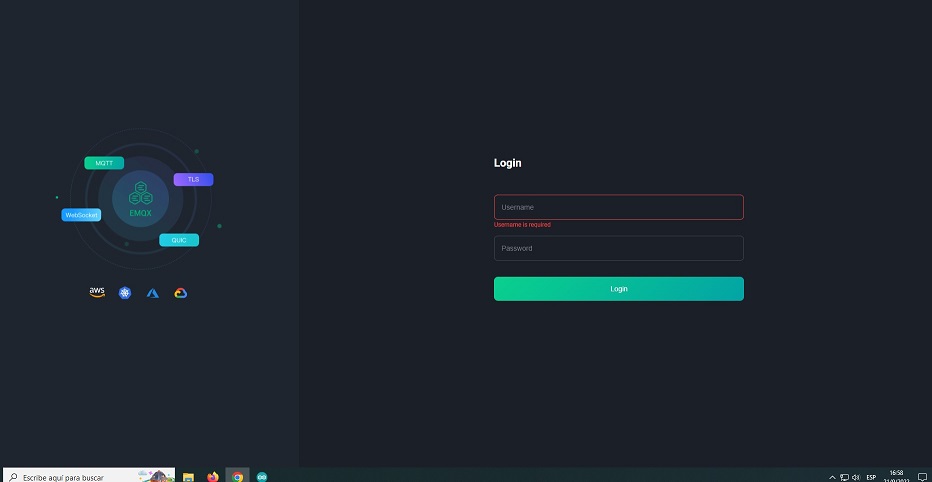 MQTT
TLS
EMQX
WebSocket
QUIC
aws
Login
Username
Username is required
Password
Login
Escribe aquí para buscar
ESP
16:58